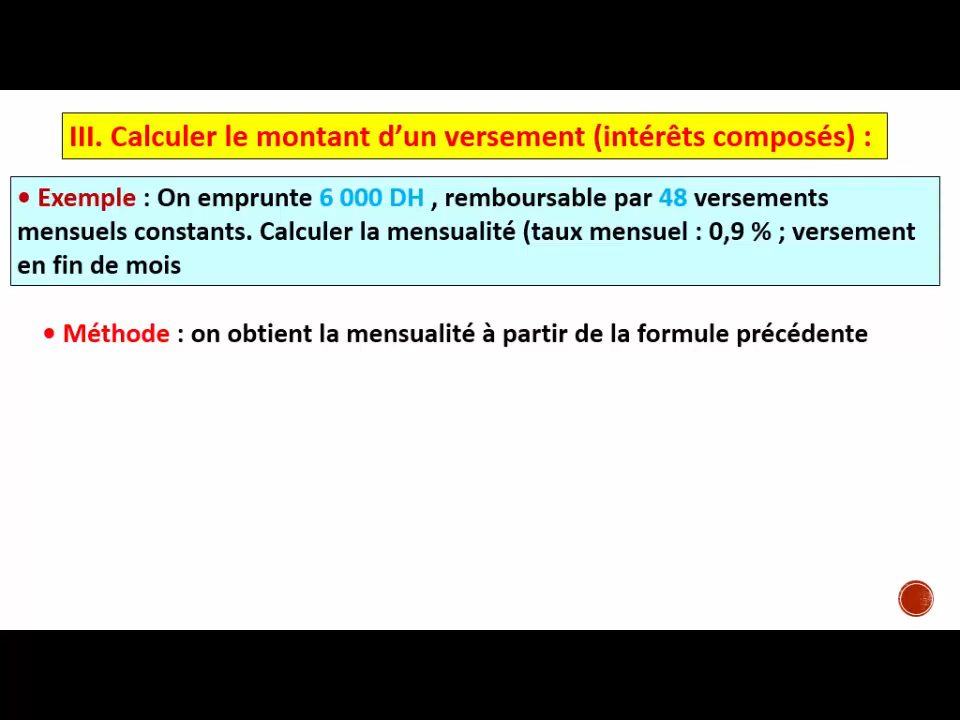 III. Calculer le montant d’un versement (intérêts composés) :
• Exemple : On emprunte 6 000 DH , remboursable par 48 versements
mensuels constants. Calculer la mensualité (taux mensuel : 0,9 % ; versement
en fin de mois
• Méthode : on obtient la mensualité à partir de la formule précédente